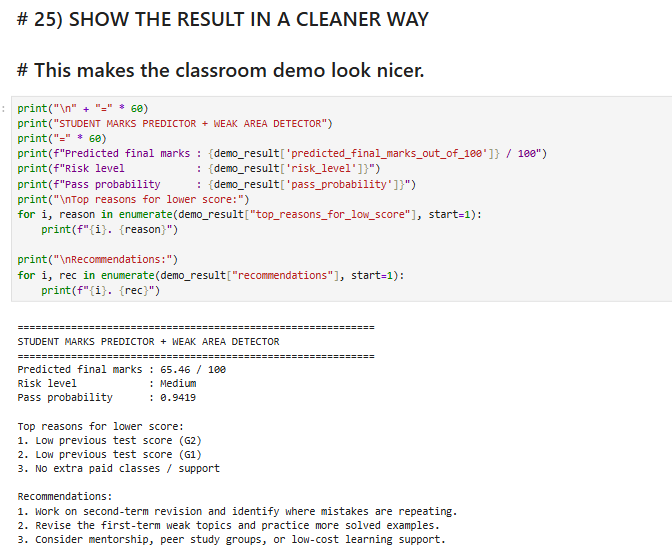 # 25) SHOW THE RESULT IN A CLEANER WAY
# This makes the classroom demo look nicer.
:
print("\n" + "=" * 60)
print("STUDENT MARKS PREDICTOR + WEAK AREA DETECTOR")
print("=" * 60)
print(f"Predicted final marks : {demo_result['predicted_final_marks_out_of_100']} / 100")
print(f"Risk level            : {demo_result['risk_level']}")
print(f"Pass probability      : {demo_result['pass_probability']}")
print("\nTop reasons for lower score:")
for i, reason in enumerate(demo_result["top_reasons_for_low_score"], start=1):
    print(f"{i}. {reason}")
print("\nRecommendations:")
for i, rec in enumerate(demo_result["recommendations"], start=1):
    print(f"{i}. {rec}")
============================================================
STUDENT MARKS PREDICTOR + WEAK AREA DETECTOR
============================================================
Predicted final marks : 65.46 / 100
Risk level            : Medium
Pass probability      : 0.9419
Top reasons for lower score:
1. Low previous test score (G2)
2. Low previous test score (G1)
3. No extra paid classes / support
Recommendations:
1. Work on second-term revision and identify where mistakes are repeating.
2. Revise the first-term weak topics and practice more solved examples.
3. Consider mentorship, peer study groups, or low-cost learning support.